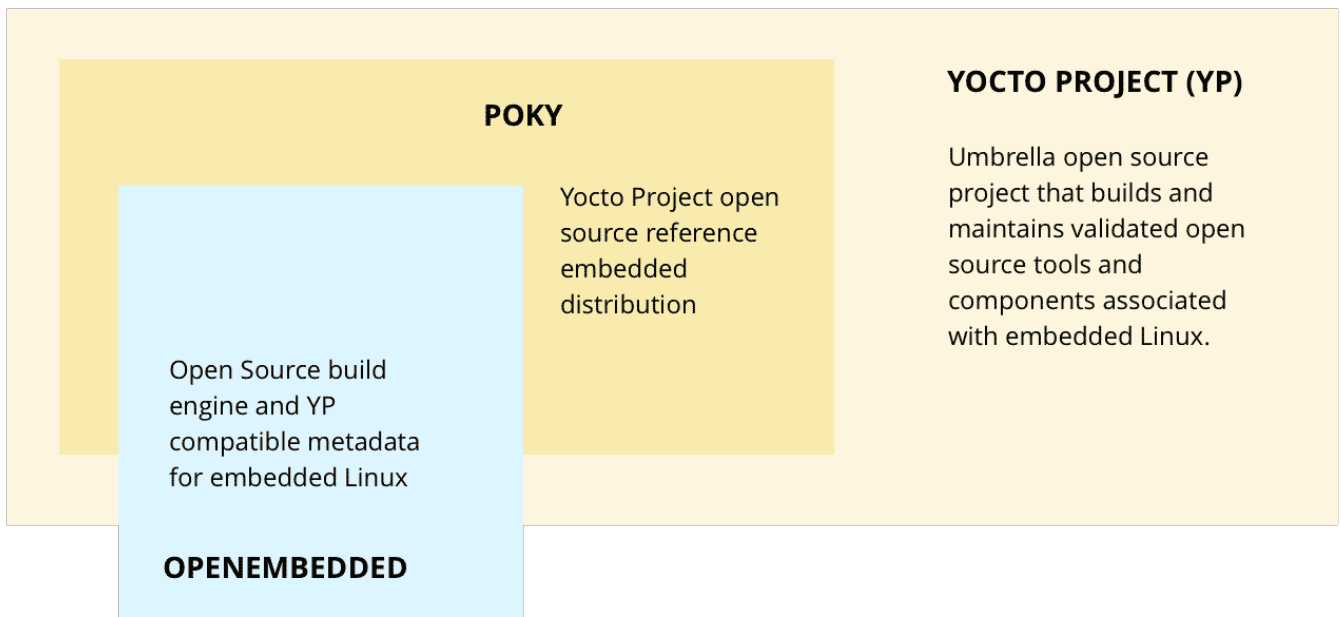 POKY
Yocto Project open
source reference
embedded
distribution
Open Source build
engine and YP
compatible metadata
for embedded Linux
OPENEMBEDDED
YOCTO PROJECT (YP)
Umbrella open source
project that builds and
maintains validated open
source tools and
components associated
with embedded Linux.